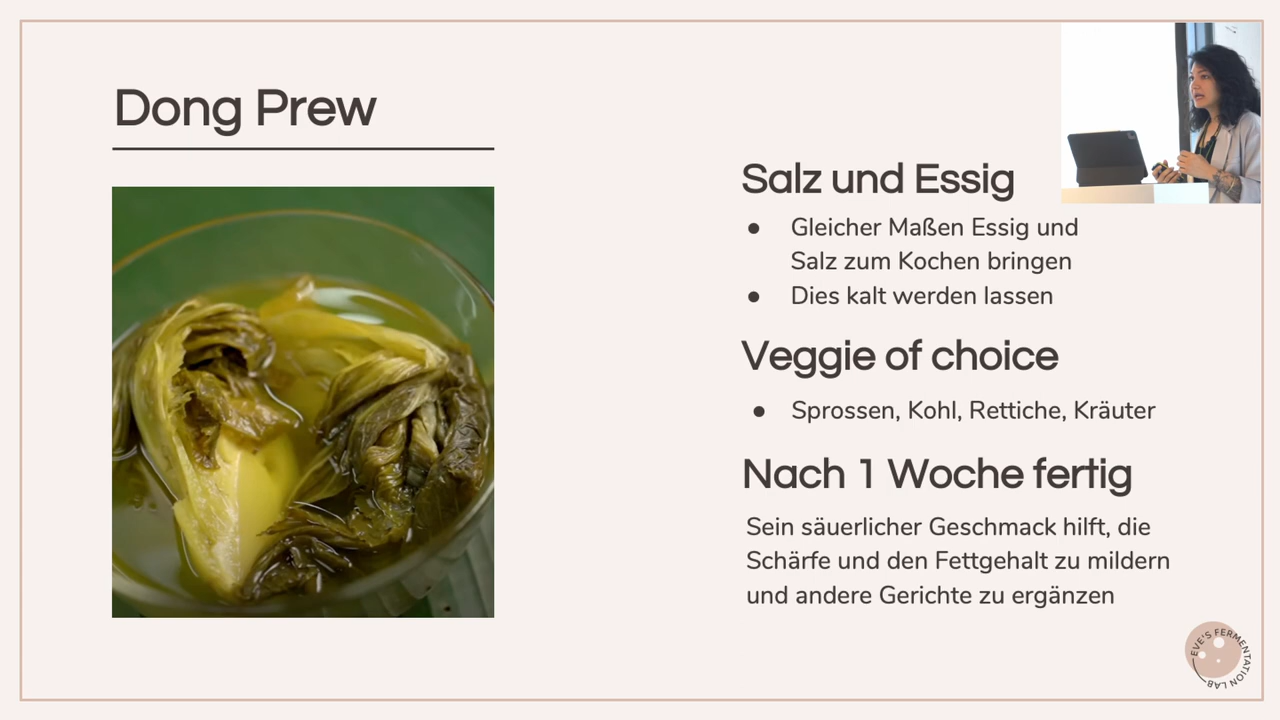 Dong Prew
Salz und Essig
● Gleicher Maßen Essig und
Salz zum Kochen bringen
● Dies kalt werden lassen
Veggie of choice
● Sprossen, Kohl, Rettiche, Kräuter
Nach 1 Woche fertig
Sein säuerlicher Geschmack hilft, die
Schärfe und den Fettgehalt zu mildern
und andere Gerichte zu ergänzen
EVE'S FERMENTATION LAB